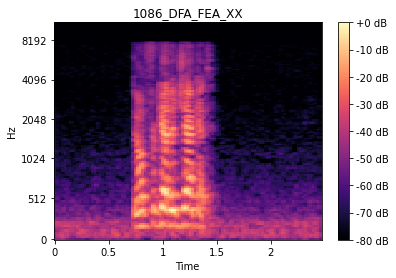 1086_DFA_FEA_XX
Hz
8192
4096
2048
1024
512
0
0
0.5
1
1.5
2
Time
+0 dB
-10 dB
-20 dB
-30 dB
-40 dB
-50 dB
-60 dB
-70 dB
-80 dB